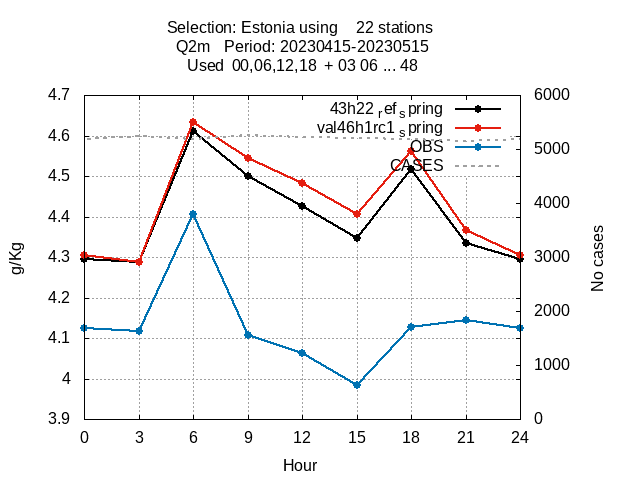 Selection: Estonia using    22 stations
Q2m   Period: 20230415-20230515
Used  00,06,12,18  + 03 06 ... 48
4.7
4.6
4.5
4.4
4.3
4.2
4.1
4
3.9
6000
5000
4000
3000
2000
1000
0
43h22 ref spring
val46h1rc1 spring
OBS
CASES
g/Kg
No cases
0 3 6 9 12 15 18 21 24
Hour